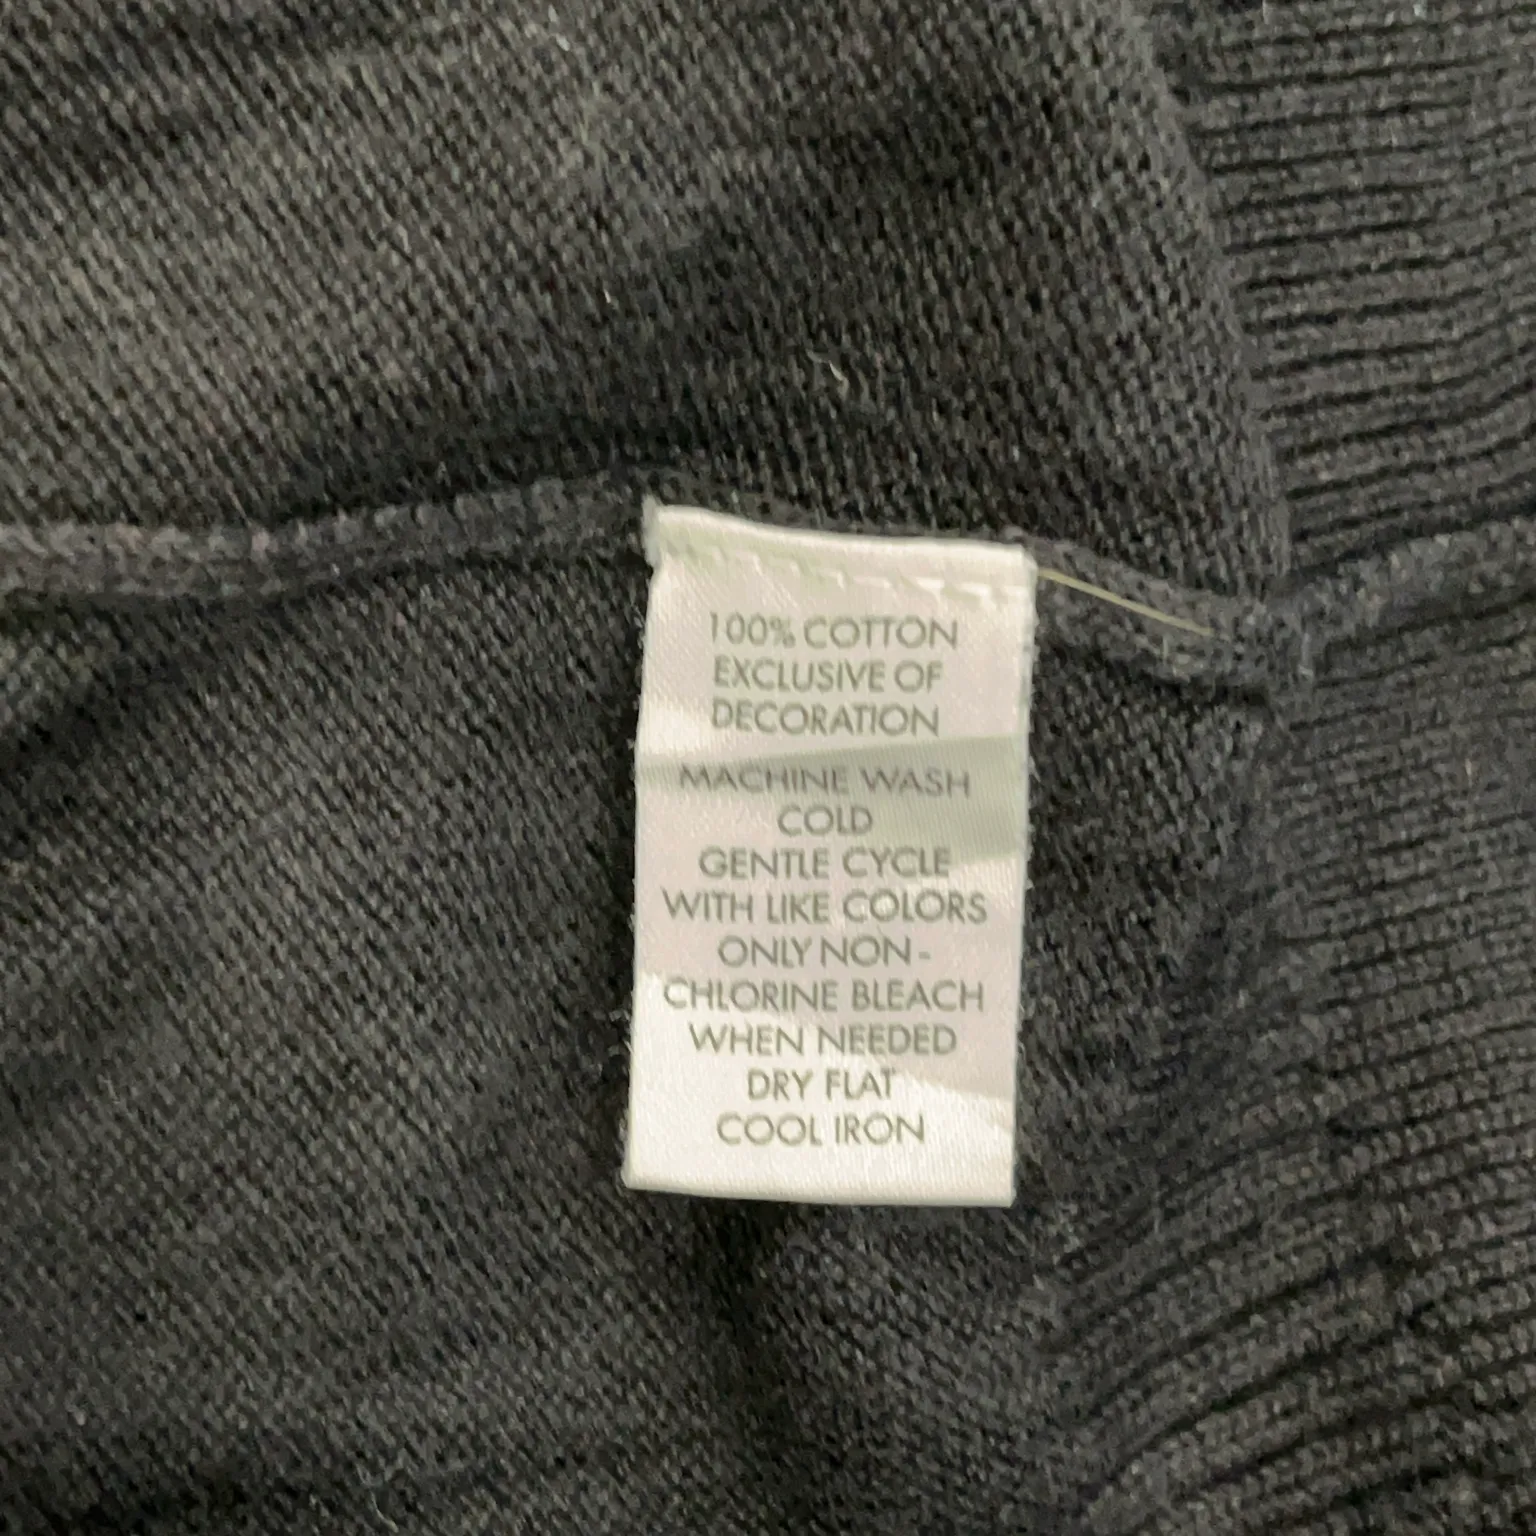 100% COTTON
EXCLUSIVE OF
DECORATION
MACHINE WASH
COLD
GENTLE CYCLE
WITH LIKE COLORS
ONLY NON-
CHLORINE BLEACH
WHEN NEEDED
DRY FLAT
COOL IRON